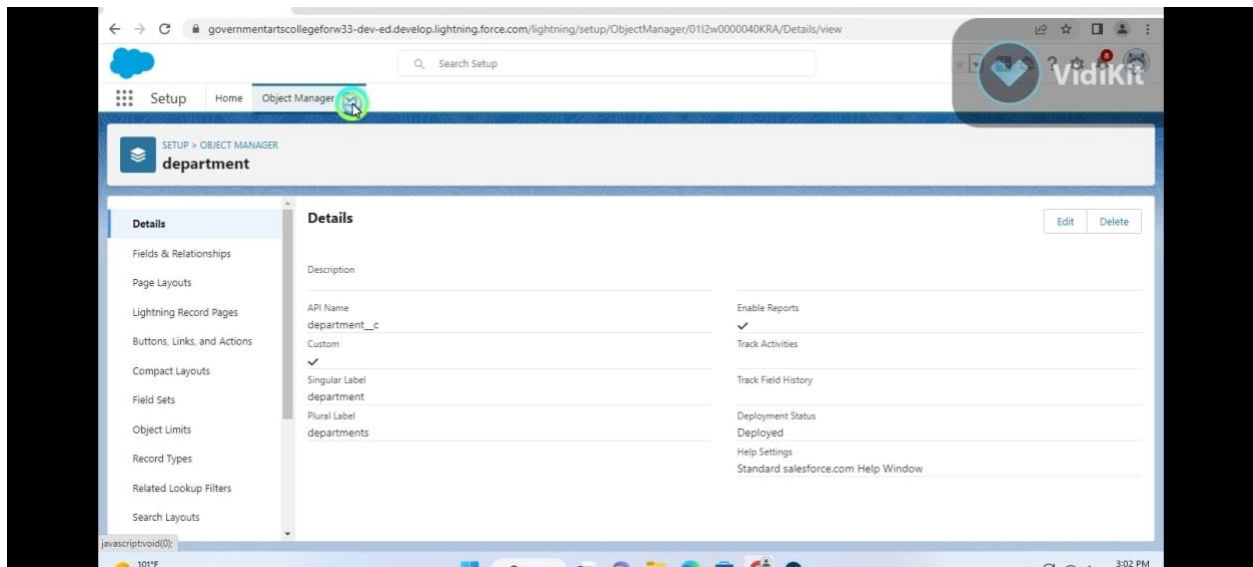 governmentartscollegeforw33-dev-ed.develop.lightning.force.com/lightning/setup/ObjectManager/01I2w0000040KRA/Details/view
Search Setup
VidiKit
Setup Home Object Manager
SETUP > OBJECT MANAGER
department
Details
Fields & Relationships
Page Layouts
Lightning Record Pages
Buttons, Links, and Actions
Compact Layouts
Field Sets
Object Limits
Record Types
Related Lookup Filters
Search Layouts
Details
Edit Delete
Description
API Name
department__c
Custom
Singular Label
department
Plural Label
departments
Enable Reports
Track Activities
Track Field History
Deployment Status
Deployed
Help Settings
Standard salesforce.com Help Window
javascript:void(0);
101°F
3:02 PM